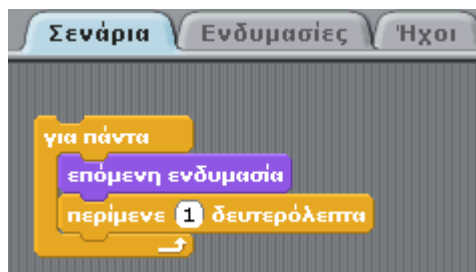 Σενάρια Ενδυμασίες Ήχοι
για πάντα
επόμενη ενδυμασία
περίμενε 1 δευτερόλεπτα